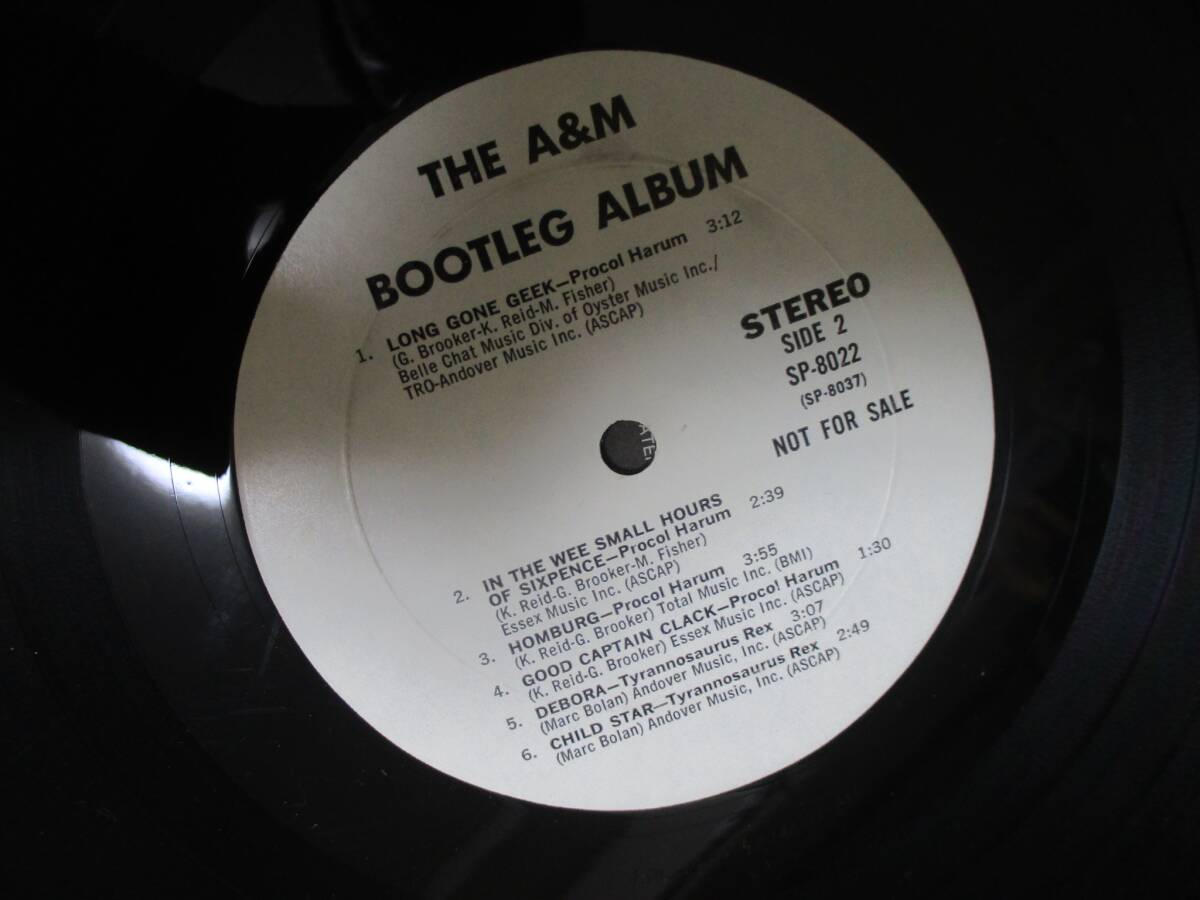 THE A&M
BOOTLEG ALBUM
1. LONG GONE GEEK—Procol Harum 3:12
(G. Brooker-K. Reid-M. Fisher)
Belle Chat Music Div. of Oyster Music Inc./
TRO-Andover Music Inc. (ASCAP)
STEREO
SIDE 2
SP-8022
(SP-8037)
NOT FOR SALE
2. IN THE WEE SMALL HOURS
OF SIXPENCE—Procol Harum 2:39
(K. Reid-G. Brooker-M. Fisher)
Essex Music Inc. (ASCAP)
3. HOMBURG—Procol Harum 3:55
(K. Reid-G. Brooker) Total Music Inc. (BMI)
4. GOOD CAPTAIN CLACK—Procol Harum 1:30
(K. Reid-G. Brooker) Essex Music Inc. (ASCAP)
5. DEBORA—Tyrannosaurus Rex 3:07
(Marc Bolan) Andover Music, Inc. (ASCAP)
6. CHILD STAR—Tyrannosaurus Rex 2:49
(Marc Bolan) Andover Music, Inc. (ASCAP)